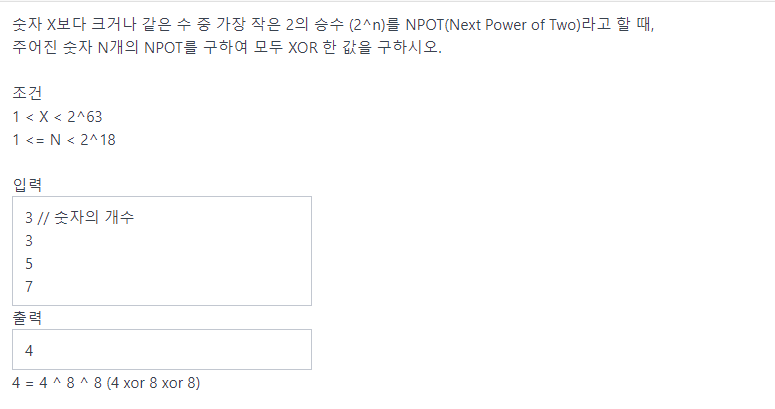 숫자 X보다 크거나 같은 수 중 가장 작은 2의 승수 (2^n)를 NPOT(Next Power of Two)라고 할 때,
주어진 숫자 N개의 NPOT를 구하여 모두 XOR 한 값을 구하시오.
조건
1 < X < 2^63
1 <= N < 2^18
입력
3 // 숫자의 개수
3
5
7
출력
4
4 = 4 ^ 8 ^ 8 (4 xor 8 xor 8)